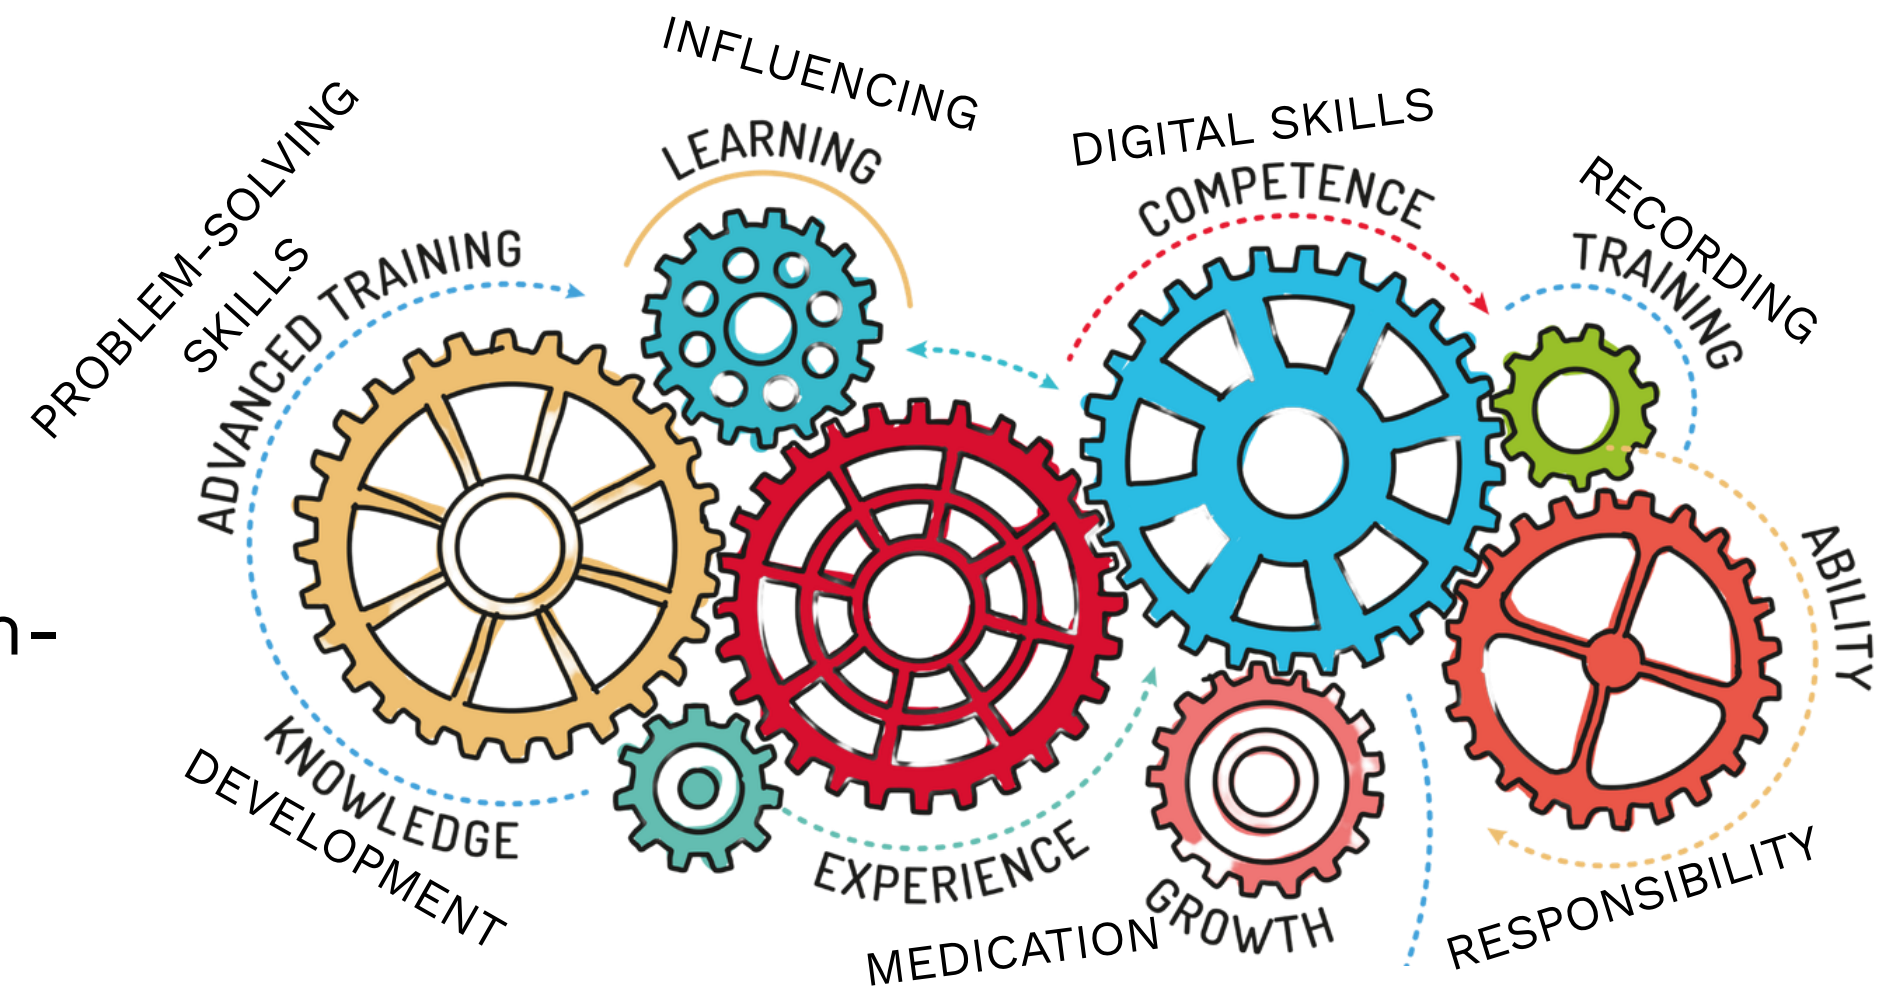 INFLUENCING
PROBLEM-SOLVING
SKILLS
DIGITAL SKILLS
LEARNING
COMPETENCE
RECORDING
TRAINING
ADVANCED TRAINING
ABILITY
n-
KNOWLEDGE
DEVELOPMENT
EXPERIENCE
GROWTH
MEDICATION
RESPONSIBILITY